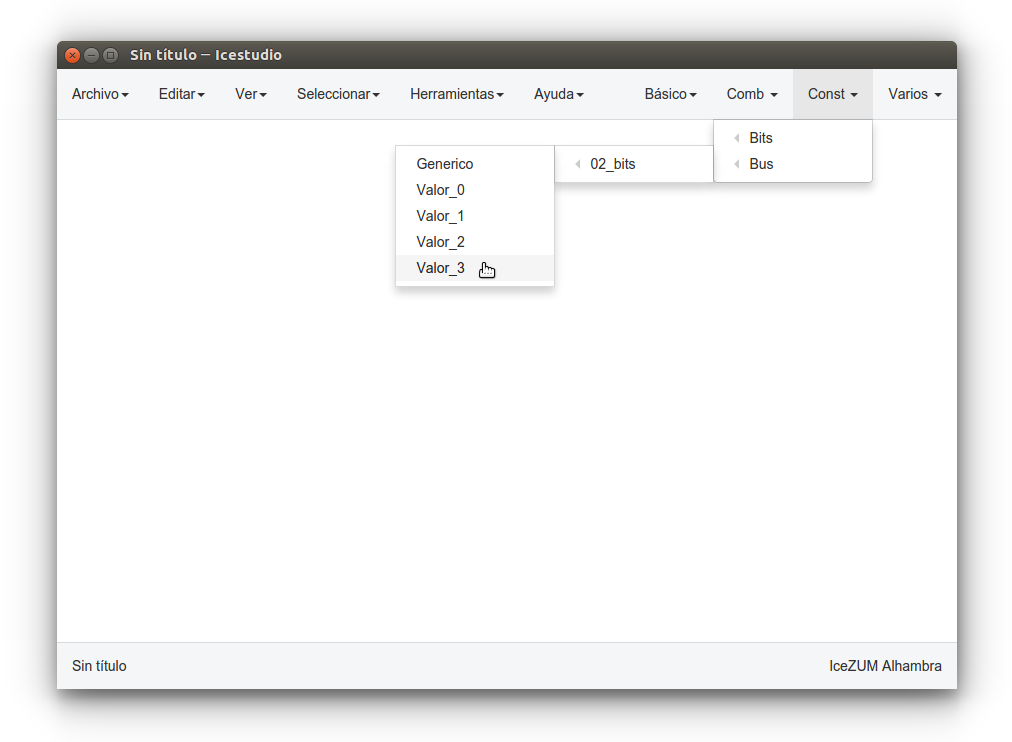 Sin título – Icestudio
Archivo Editar Ver Seleccionar Herramientas Ayuda Básico Comb Const Varios
Bits
Bus
02_bits
Generico
Valor_0
Valor_1
Valor_2
Valor_3
Sin título IceZUM Alhambra